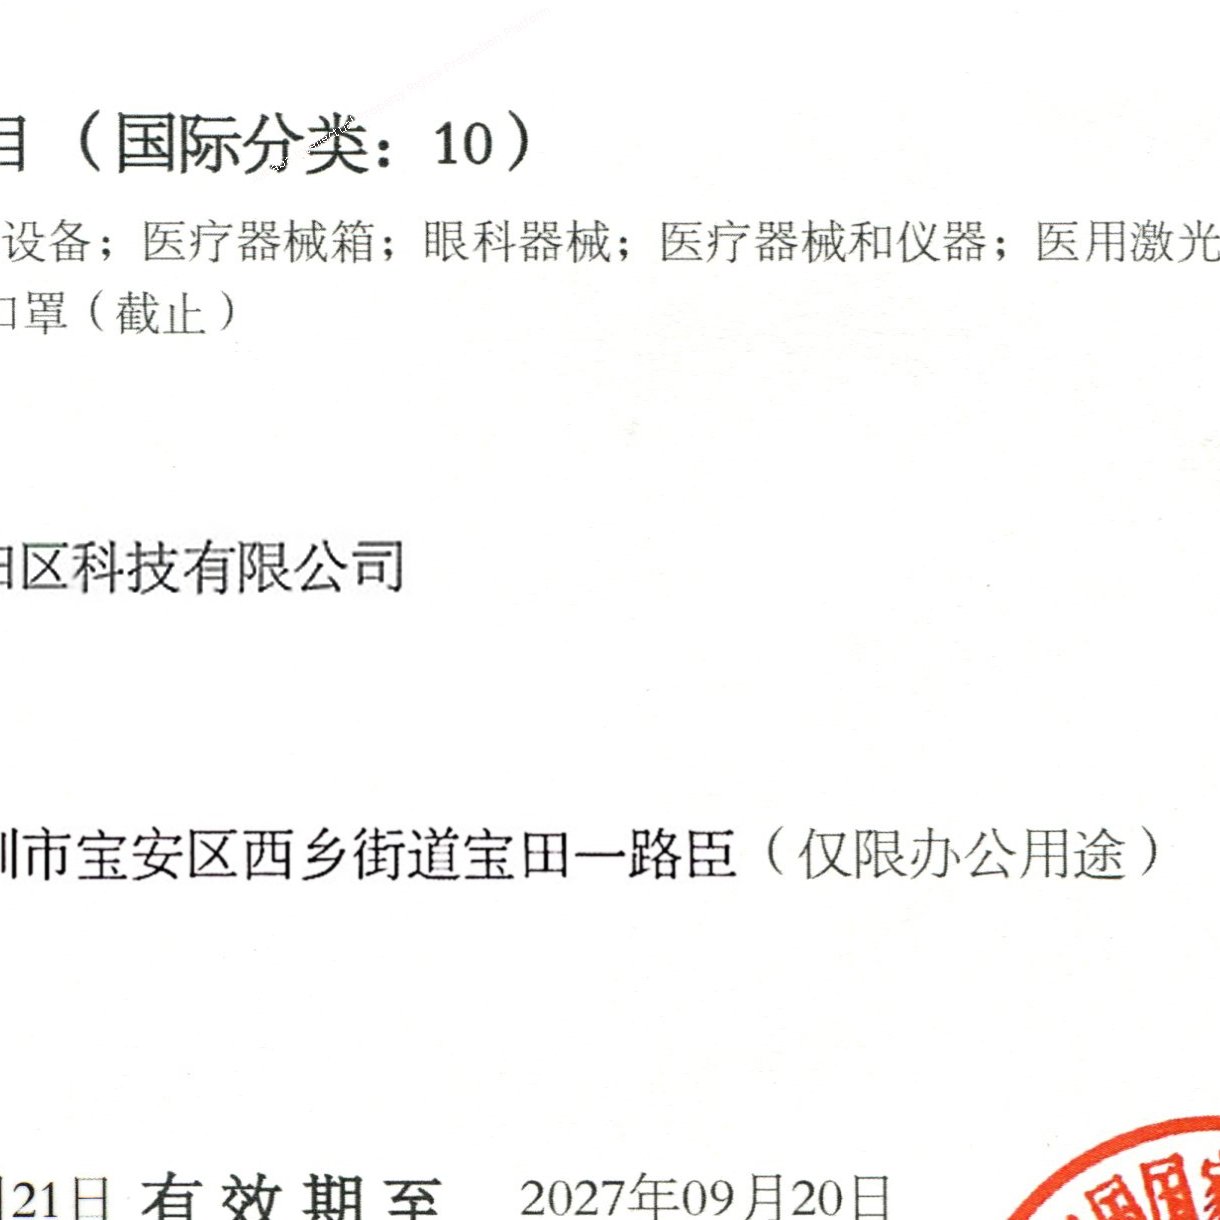 目（国际分类：10）
设备；医疗器械箱；眼科器械；医疗器械和仪器；医用激光
口罩（截止）
区科技有限公司
圳市宝安区西乡街道宝田一路臣（仅限办公用途）
月21日 有效期至 2027年09月20日
国国家